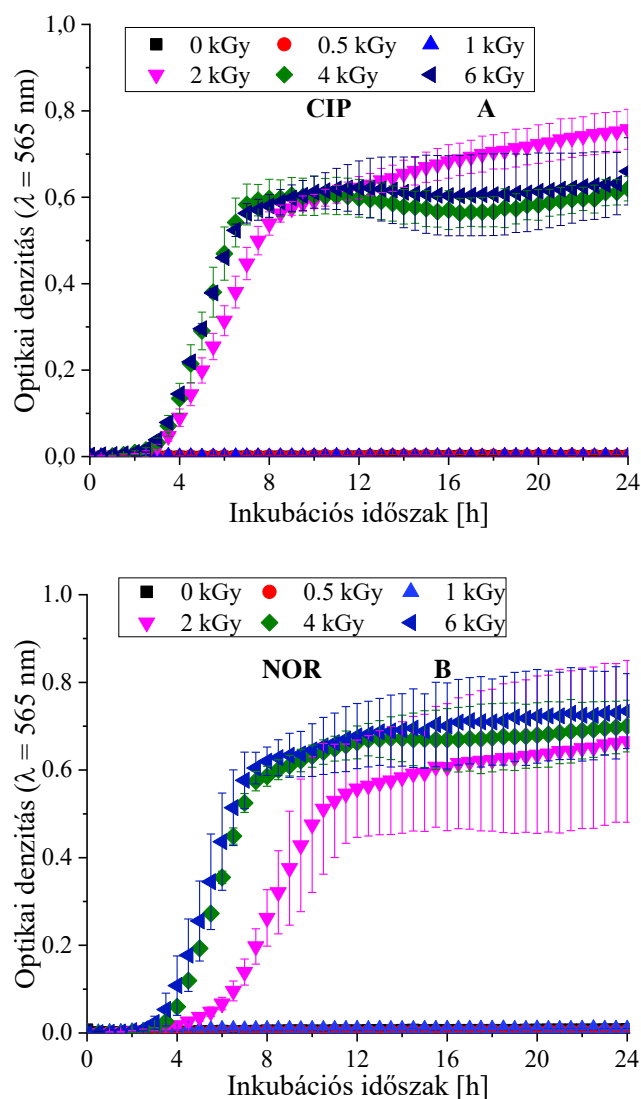 1,0
0 kGy 0.5 kGy 1 kGy
2 kGy 4 kGy 6 kGy
CIP A
0,8
0,6
0,4
0,2
0,0
0 4 8 12 16 20 24
Optikai denzitás (λ = 565 nm)
Inkubációs időszak [h]
1.0
0 kGy 0.5 kGy 1 kGy
2 kGy 4 kGy 6 kGy
NOR B
0.8
0.6
0.4
0.2
0.0
0 4 8 12 16 20 24
Optikai denzitás (λ = 565 nm)
Inkubációs időszak [h]